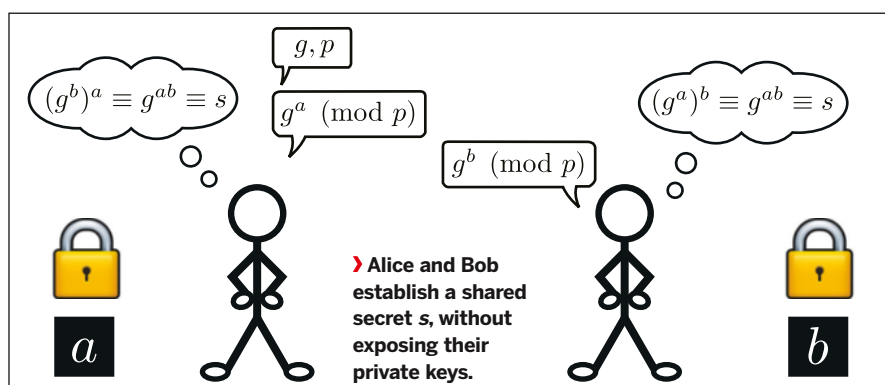 g, p
(g^b)^a ≡ g^{ab} ≡ s
g^a (mod p)
(g^a)^b ≡ g^{ab} ≡ s
g^b (mod p)
❯ Alice and Bob
establish a shared
secret s, without
exposing their
private keys.
a
b